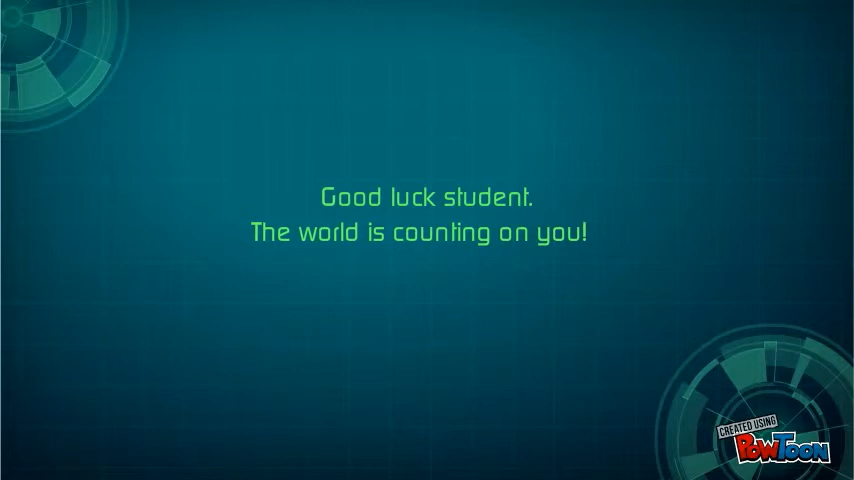 Good luck student.
The world is counting on you!
CREATED USING
POWTOON